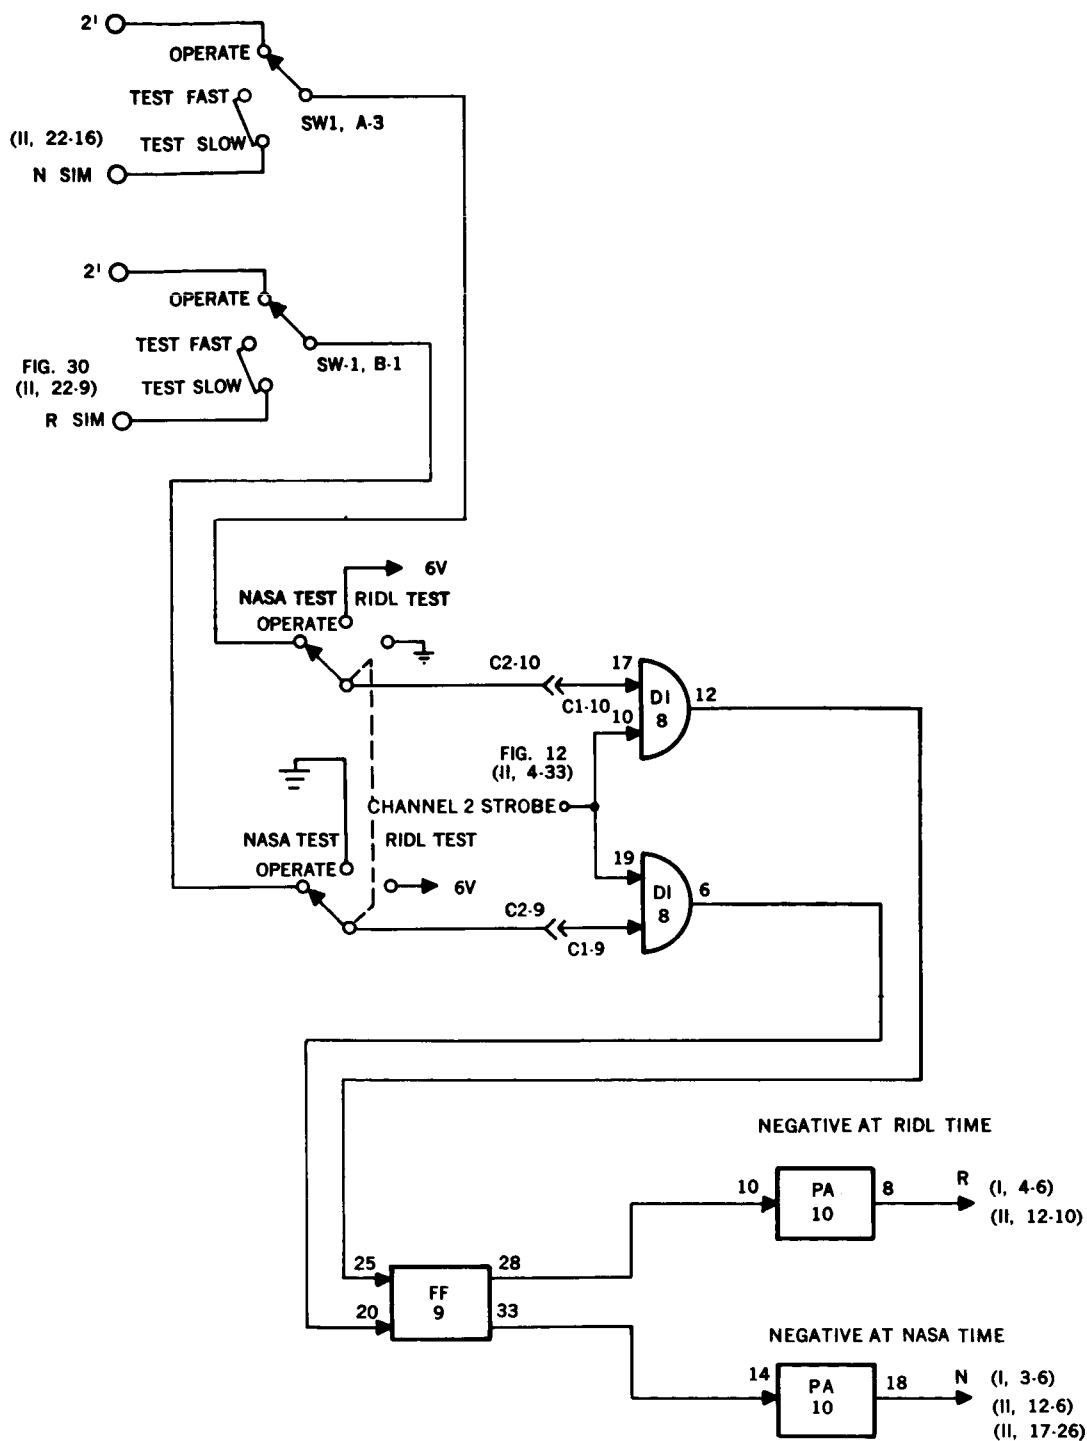 2'
OPERATE
TEST FAST
SW1, A-3
(II, 22-16)
TEST SLOW
N SIM
2'
OPERATE
TEST FAST
SW-1, B-1
FIG. 30
(II, 22-9)
TEST SLOW
R SIM
6V
NASA TEST RIDL TEST
OPERATE
C2-10
17
DI
8
12
C1-10
10
FIG. 12
(II, 4-33)
CHANNEL 2 STROBE
NASA TEST RIDL TEST
OPERATE
6V
19
DI
8
6
C2-9
C1-9
NEGATIVE AT RIDL TIME
10
PA
10
8
R
(I, 4-6)
(II, 12-10)
25
28
FF
9
20
33
NEGATIVE AT NASA TIME
14
PA
10
18
N
(I, 3-6)
(II, 12-6)
(II, 17-26)